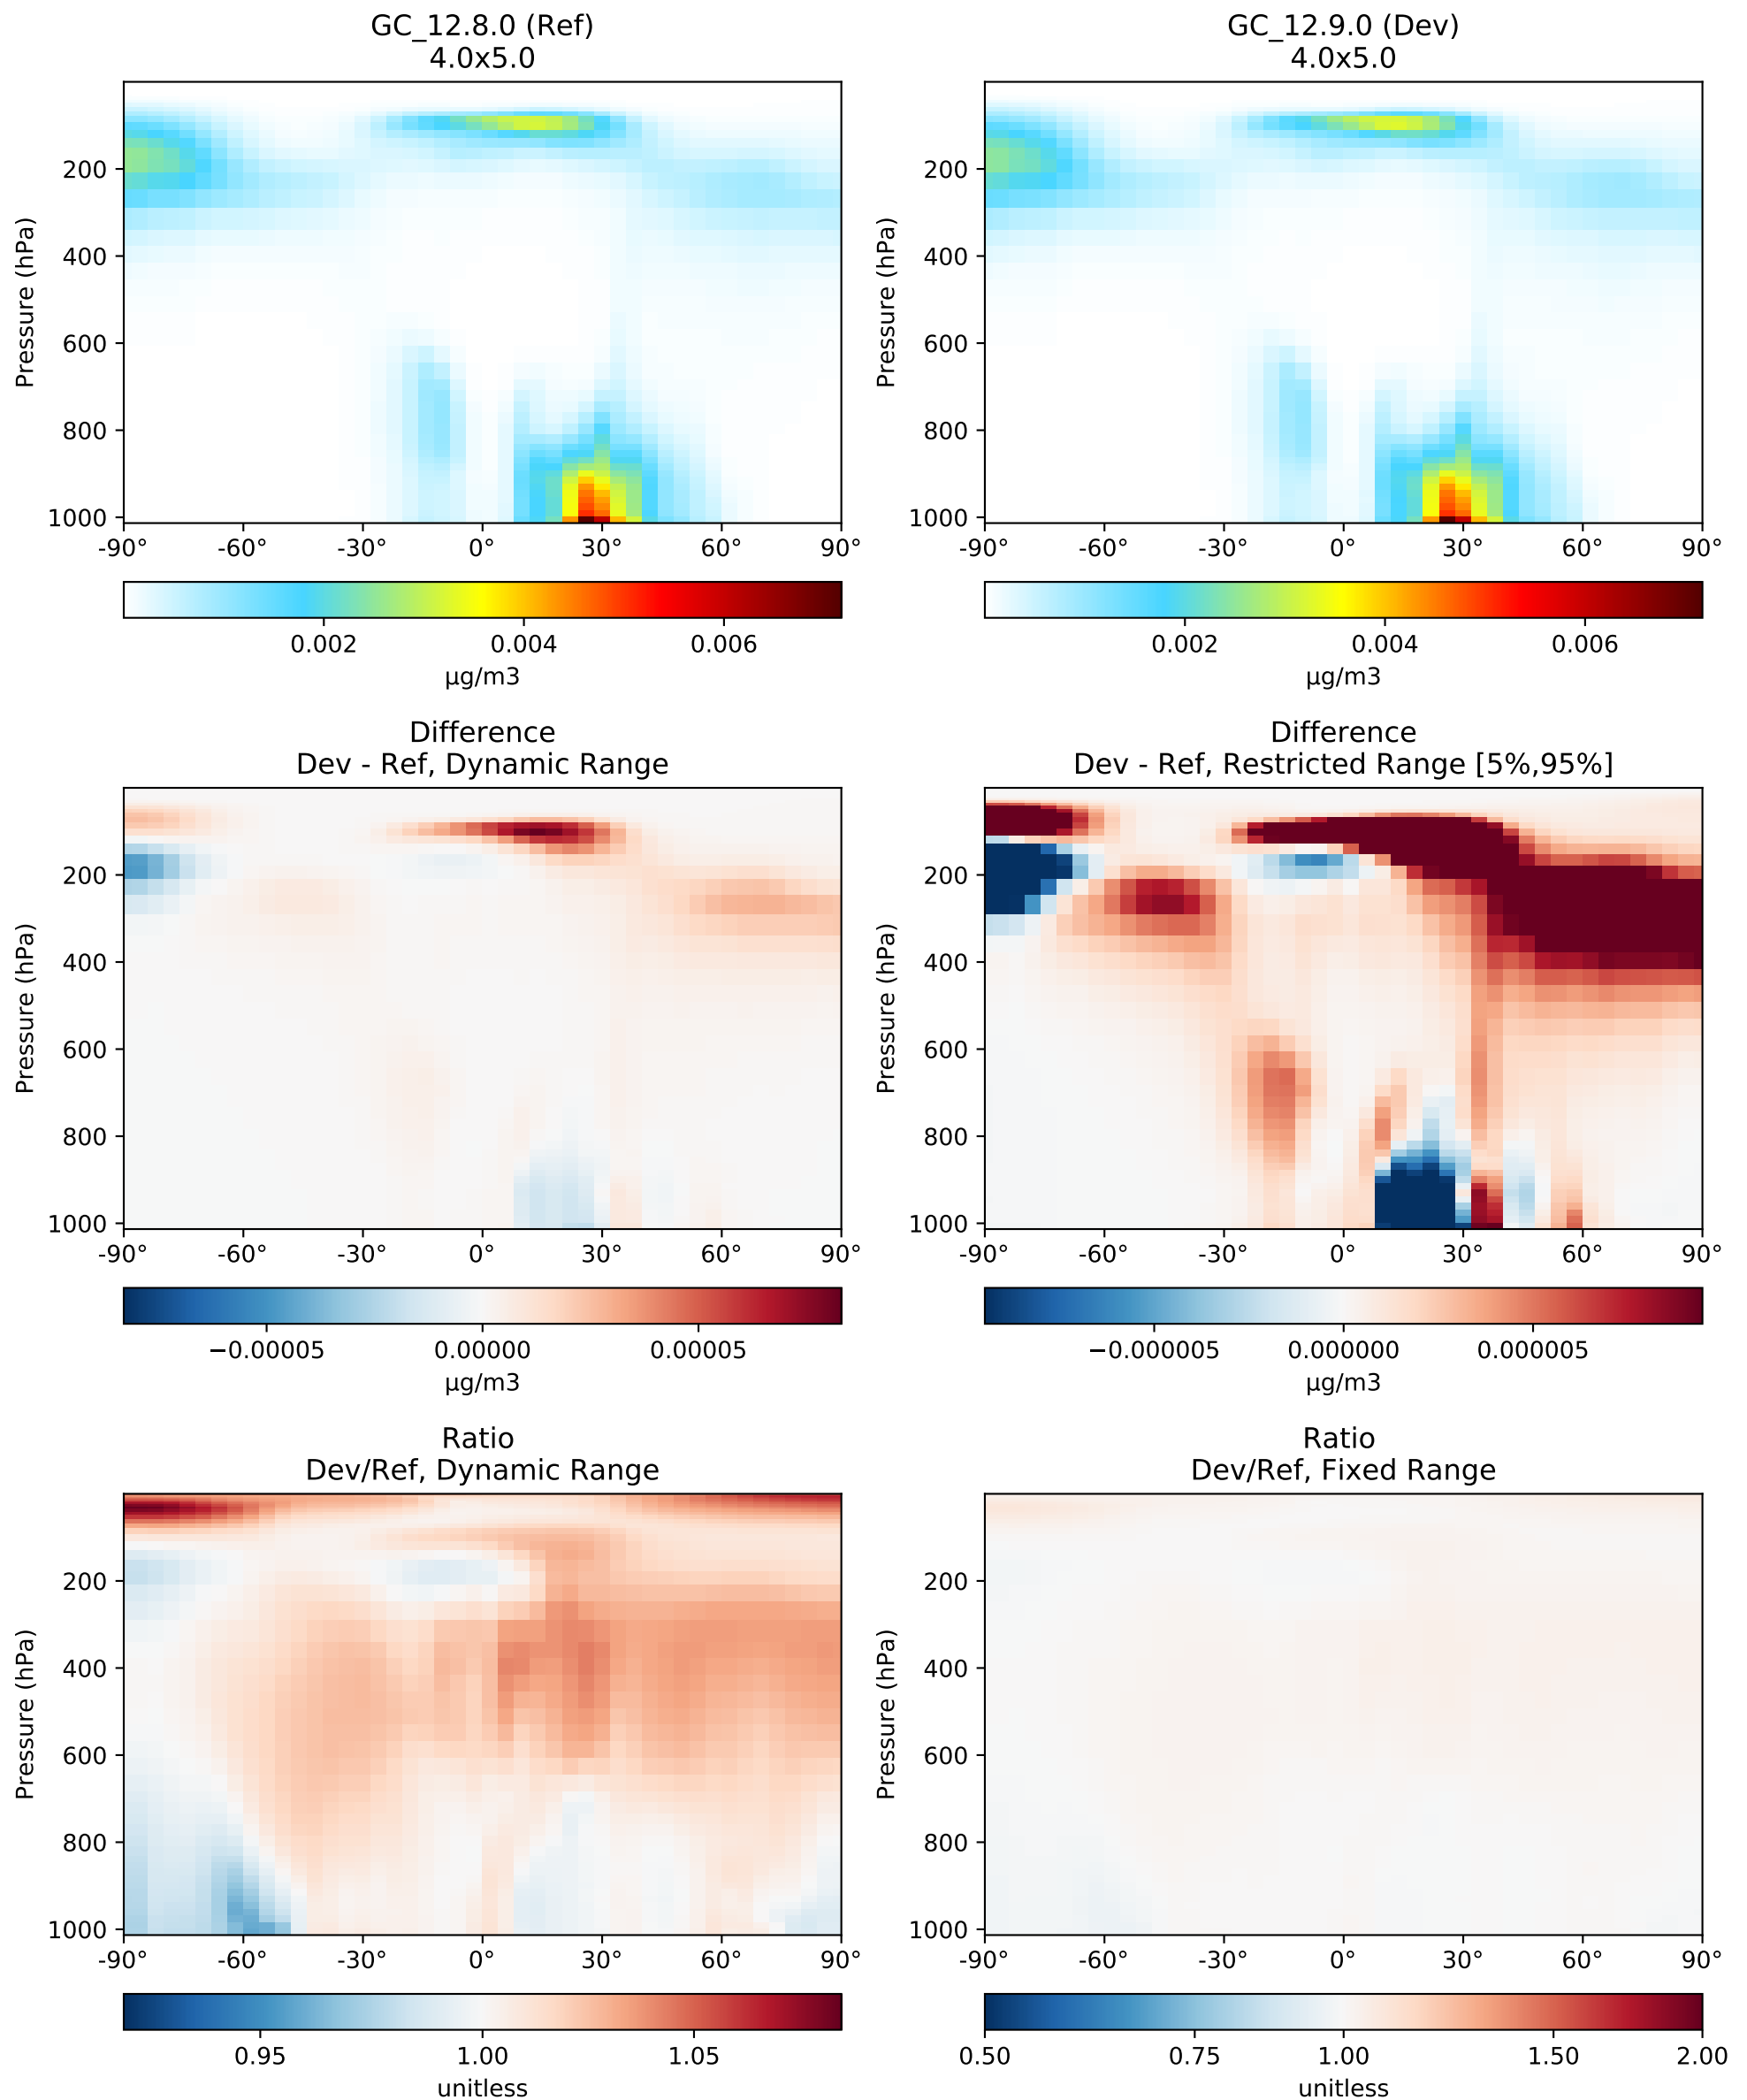 GC_12.8.0 (Ref)
4.0x5.0
Pressure (hPa)
200
400
600
800
1000
-90° -60° -30° 0° 30° 60° 90°
0.002 0.004 0.006
µg/m3
GC_12.9.0 (Dev)
4.0x5.0
Pressure (hPa)
200
400
600
800
1000
-90° -60° -30° 0° 30° 60° 90°
0.002 0.004 0.006
µg/m3
Difference
Dev - Ref, Dynamic Range
Pressure (hPa)
200
400
600
800
1000
-90° -60° -30° 0° 30° 60° 90°
−0.00005 0.00000 0.00005
µg/m3
Difference
Dev - Ref, Restricted Range [5%,95%]
Pressure (hPa)
200
400
600
800
1000
-90° -60° -30° 0° 30° 60° 90°
−0.000005 0.000000 0.000005
µg/m3
Ratio
Dev/Ref, Dynamic Range
Pressure (hPa)
200
400
600
800
1000
-90° -60° -30° 0° 30° 60° 90°
0.95 1.00 1.05
unitless
Ratio
Dev/Ref, Fixed Range
Pressure (hPa)
200
400
600
800
1000
-90° -60° -30° 0° 30° 60° 90°
0.50 0.75 1.00 1.50 2.00
unitless